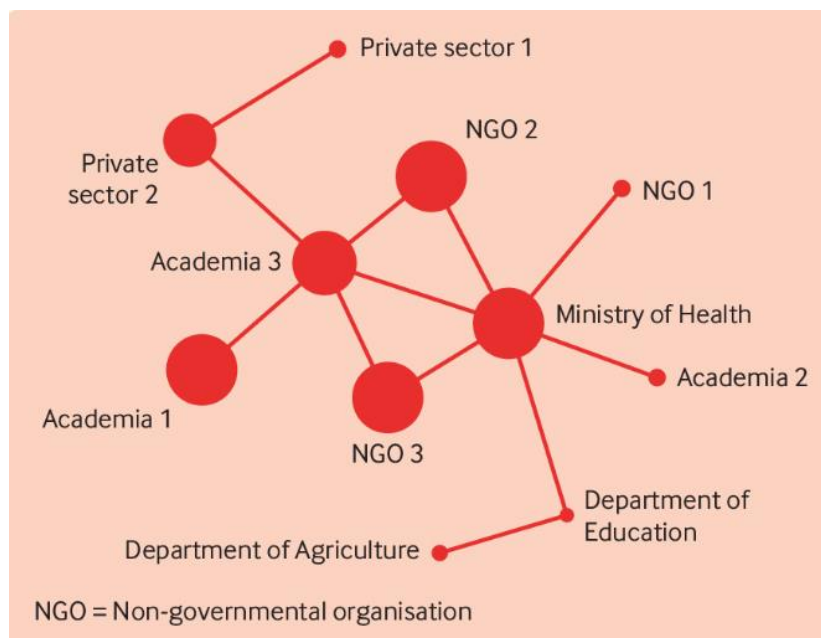 Private sector 1
NGO 2
Private
sector 2
NGO 1
Academia 3
Ministry of Health
Academia 2
Academia 1
NGO 3
Department of
Education
Department of Agriculture
NGO = Non-governmental organisation